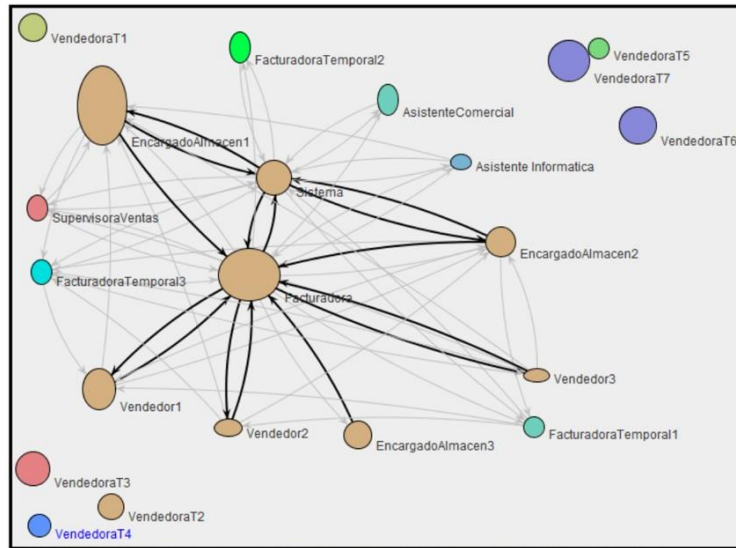 VendedoraT1
FacturadoraTemporal2
VendedoraT5
VendedoraT7
AsistenteComercial
VendedoraT6
EncargadoAlmacen1
Asistente Informatica
Sistema
SupervisoraVentas
EncargadoAlmacen2
FacturadoraTemporal3
Facturadora
Vendedor3
Vendedor1
Vendedor2
FacturadoraTemporal1
EncargadoAlmacen3
VendedoraT3
VendedoraT2
VendedoraT4